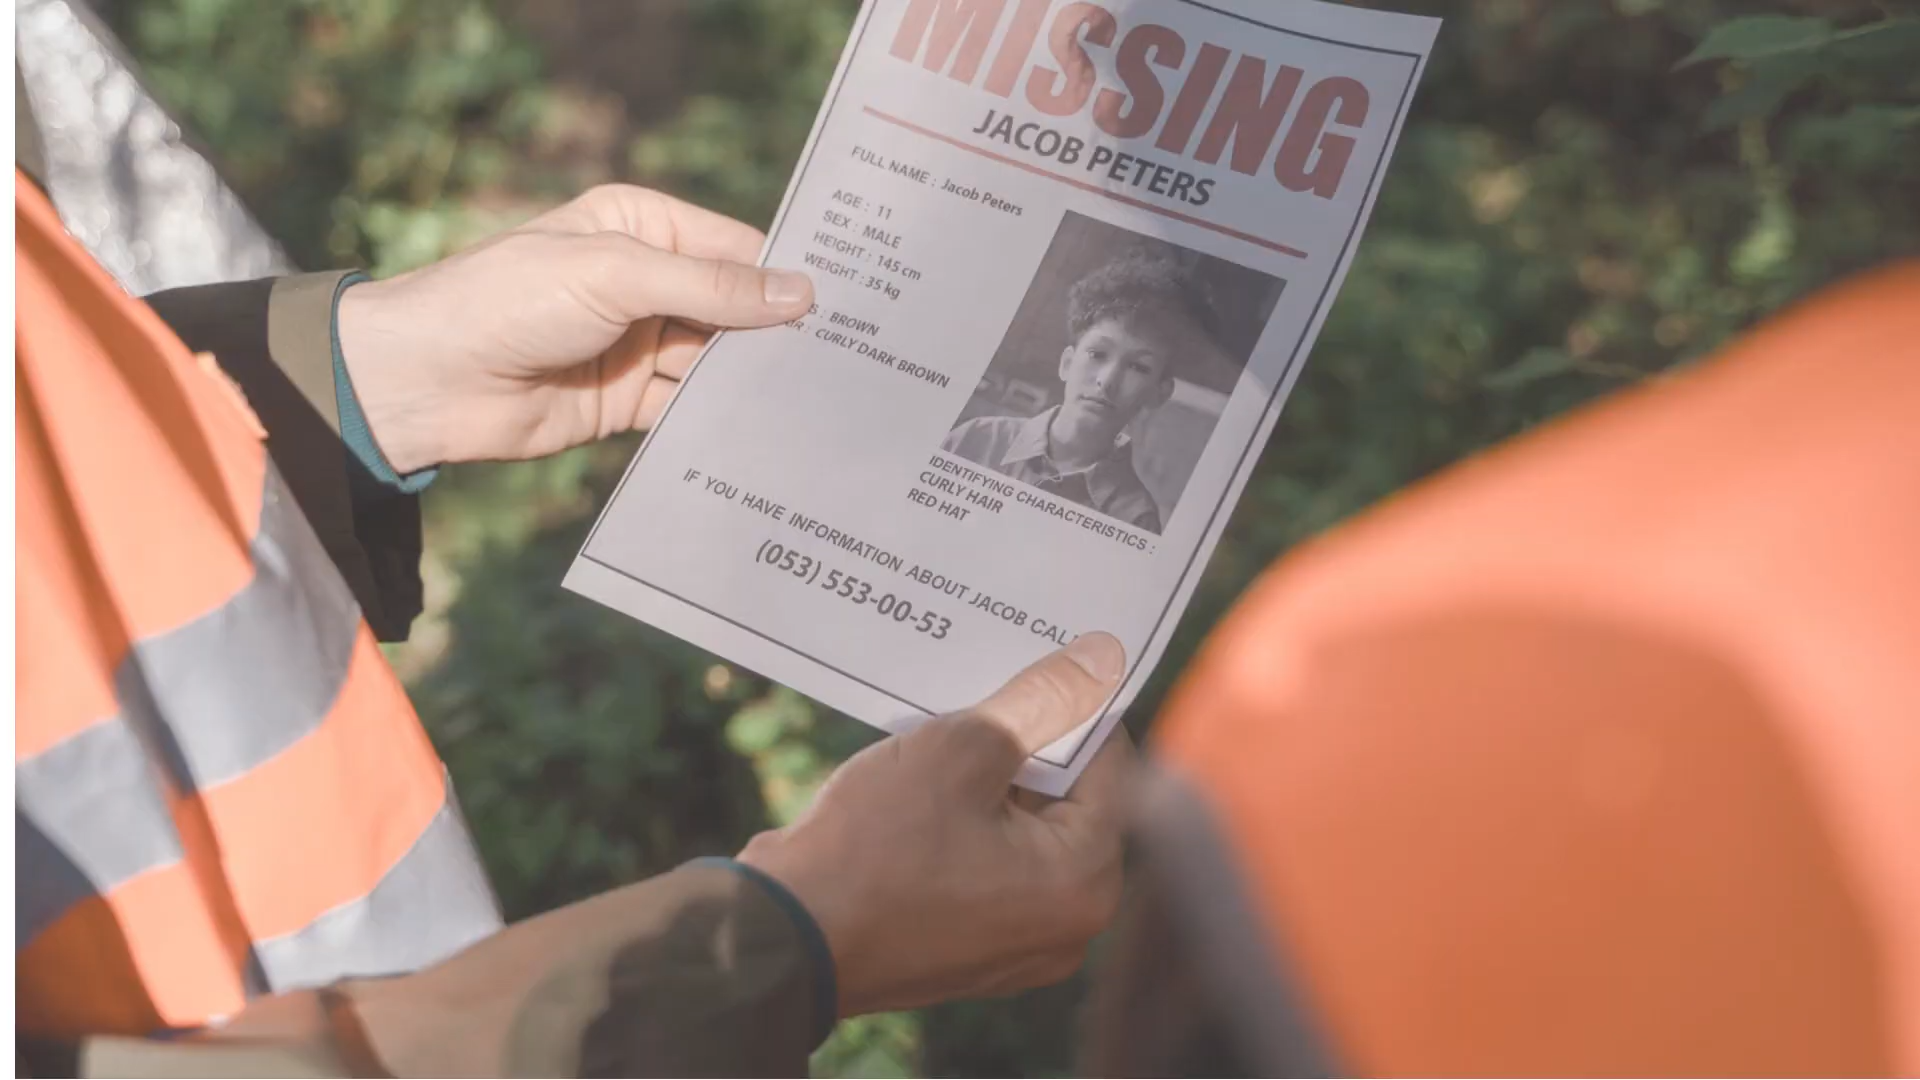 MISSING
JACOB PETERS
FULL NAME : Jacob Peters
AGE : 11
SEX : MALE
HEIGHT : 145 cm
WEIGHT : 35 kg
: BROWN
: CURLY DARK BROWN
IDENTIFYING CHARACTERISTICS :
CURLY HAIR
RED HAT
IF YOU HAVE INFORMATION ABOUT JACOB CALL
(053) 553-00-53